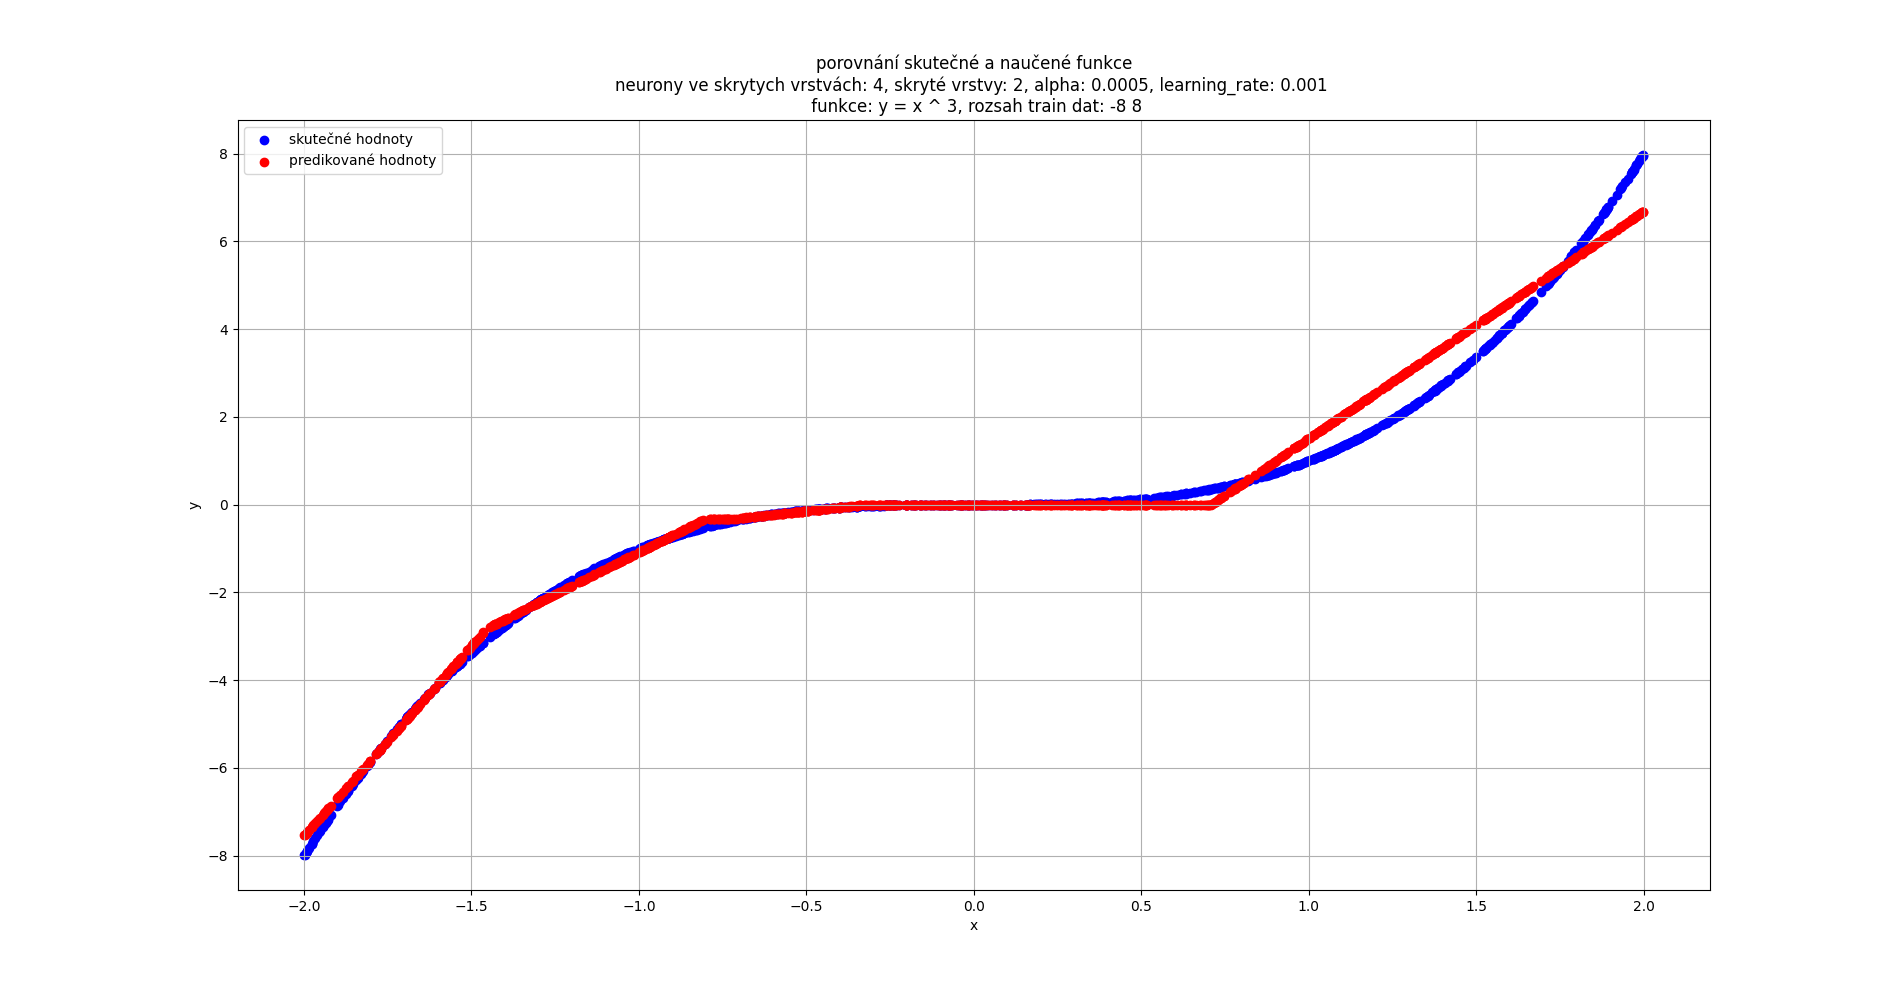 porovnání skutečné a naučené funkce
neurony ve skrytych vrstvách: 4, skryté vrstvy: 2, alpha: 0.0005, learning_rate: 0.001
funkce: y = x ^ 3, rozsah train dat: -8 8
skutečné hodnoty
predikované hodnoty
8
6
4
2
0
−2
−4
−6
−8
y
−2.0 −1.5 −1.0 −0.5 0.0 0.5 1.0 1.5 2.0
x